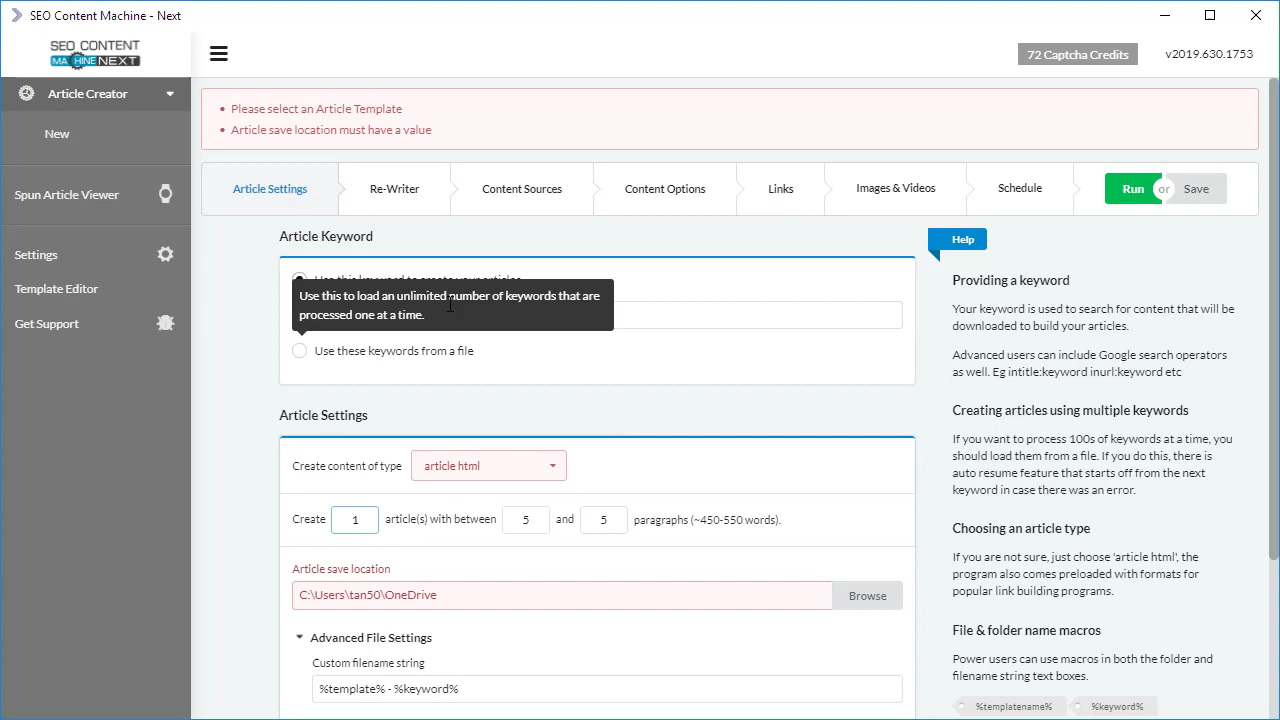 SEO Content Machine - Next
SEO CONTENT
MACHINE NEXT
72 Captcha Credits
v2019.630.1753
Article Creator
New
Spun Article Viewer
Settings
Template Editor
Get Support
Please select an Article Template
Article save location must have a value
Article Settings
Re-Writer
Content Sources
Content Options
Links
Images & Videos
Schedule
Run or Save
Article Keyword
Use this keyword to create your articles
Use this to load an unlimited number of keywords that are
processed one at a time.
Use these keywords from a file
Article Settings
Create content of type article html
Create 1 article(s) with between 5 and 5 paragraphs (~450-550 words).
Article save location
C:\Users\tan50\OneDrive
Browse
Advanced File Settings
Custom filename string
%template% - %keyword%
Help
Providing a keyword
Your keyword is used to search for content that will be
downloaded to build your articles.
Advanced users can include Google search operators
as well. Eg intitle:keyword inurl:keyword etc
Creating articles using multiple keywords
If you want to process 100s of keywords at a time, you
should load them from a file. If you do this, there is
auto resume feature that starts off from the next
keyword in case there was an error.
Choosing an article type
If you are not sure, just choose 'article html', the
program also comes preloaded with formats for
popular link building programs.
File & folder name macros
Power users can use macros in both the folder and
filename string text boxes.
%templatename%
%keyword%